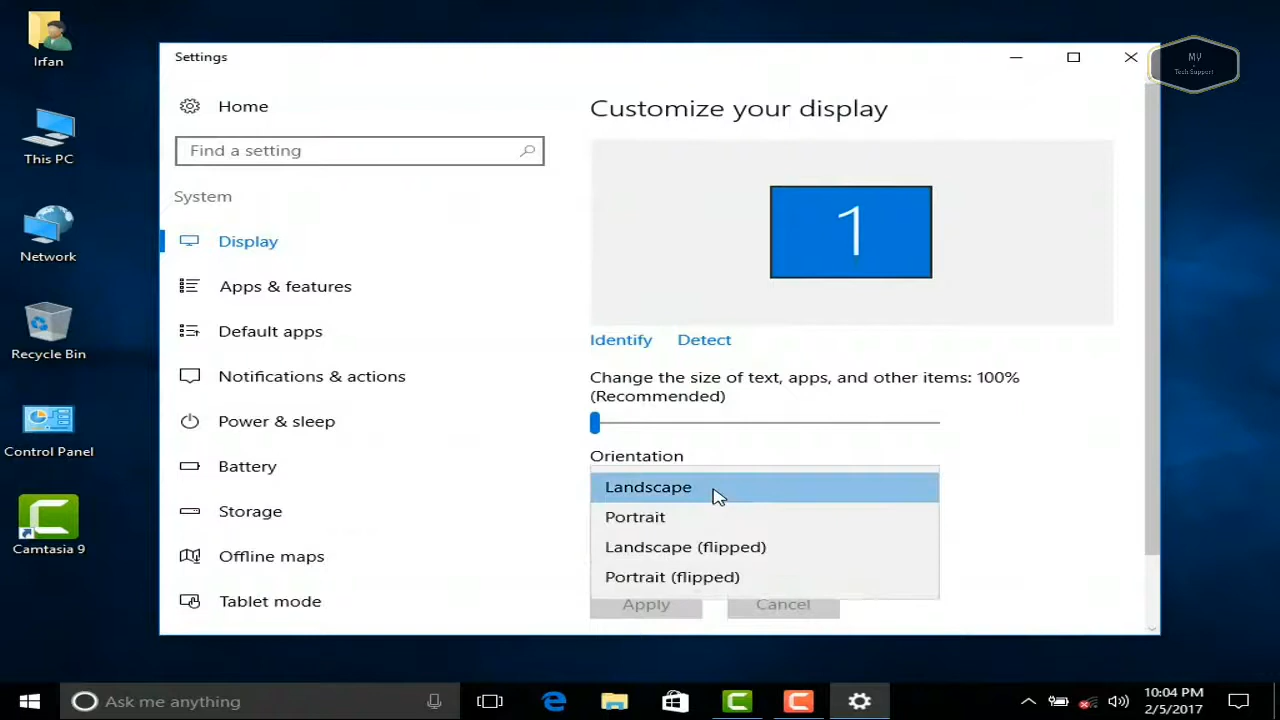 Irfan
This PC
Network
Recycle Bin
Control Panel
Camtasia 9
Settings
MY
Tech Support
Home
Find a setting
System
Display
Apps & features
Default apps
Notifications & actions
Power & sleep
Battery
Storage
Offline maps
Tablet mode
Customize your display
1
Identify Detect
Change the size of text, apps, and other items: 100%
(Recommended)
Orientation
Landscape
Portrait
Landscape (flipped)
Portrait (flipped)
Apply Cancel
Ask me anything
10:04 PM
2/5/2017